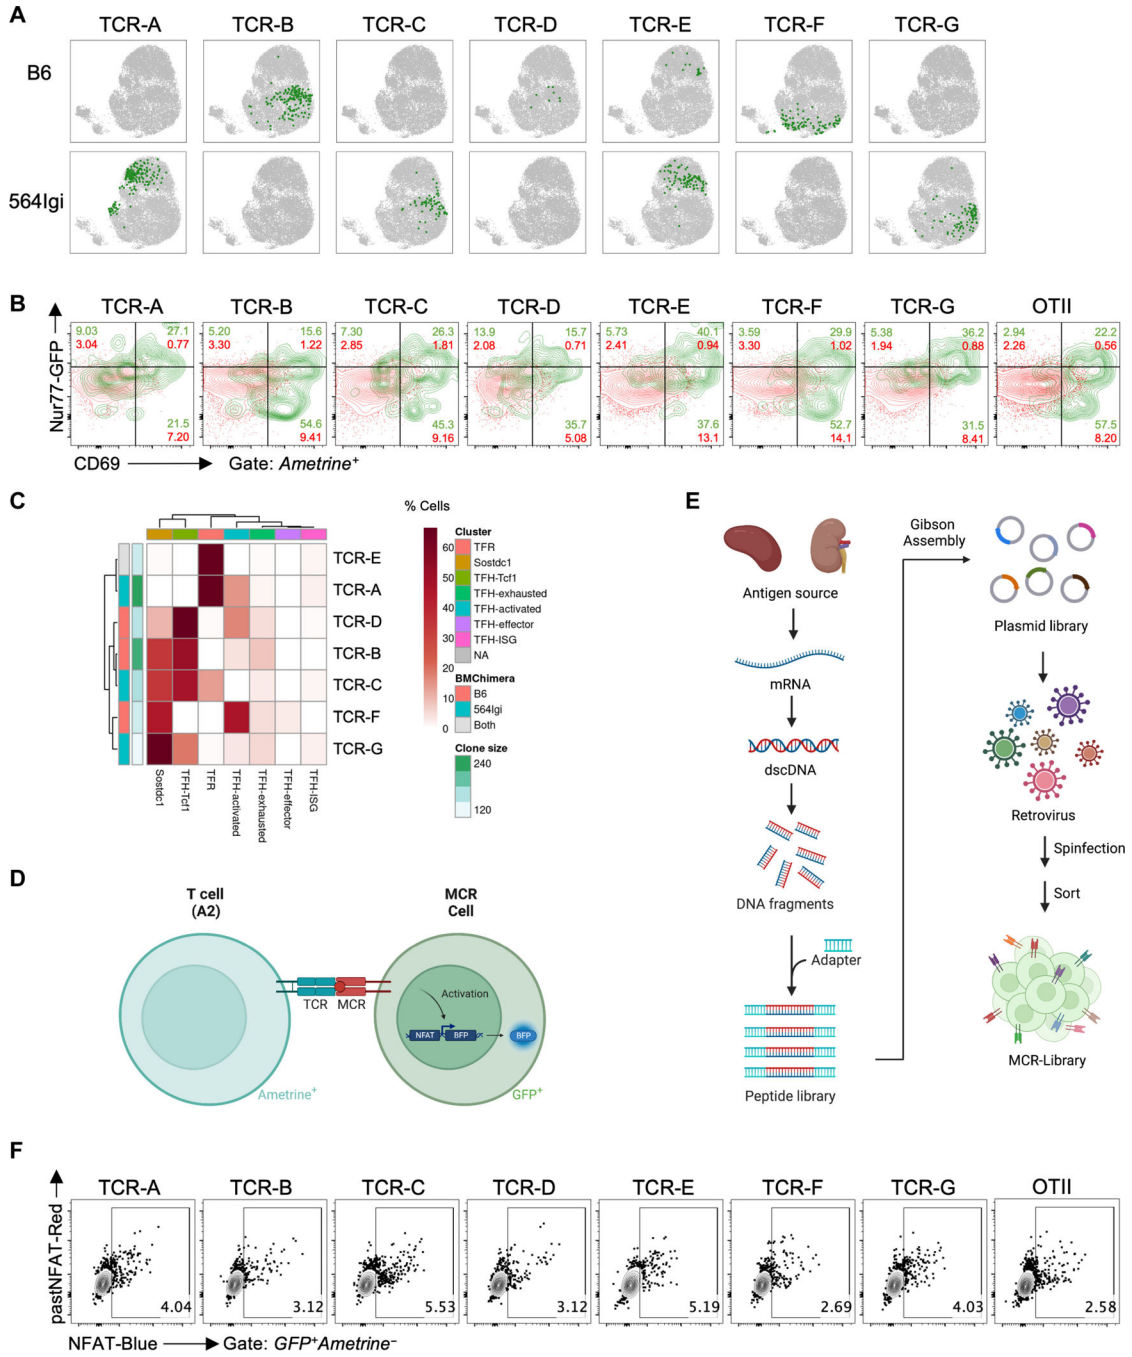 A
TCR-A TCR-B TCR-C TCR-D TCR-E TCR-F TCR-G
B6
564Igi
B
TCR-A TCR-B TCR-C TCR-D TCR-E TCR-F TCR-G OTII
9.03 27.1 5.20 15.6 7.30 26.3 13.9 15.7 5.73 40.1 3.59 29.9 5.38 36.2 2.94 22.2
3.04 0.77 3.30 1.22 2.85 1.81 2.08 0.71 2.41 0.94 3.30 1.02 1.94 0.88 2.26 0.56
Nur77-GFP
21.5 54.6 45.3 35.7 37.6 52.7 31.5 57.5
7.20 9.41 9.16 5.08 13.1 14.1 8.41 8.20
CD69 Gate: Ametrine+
C
% Cells
60
50
40
30
20
10
0
TCR-E
TCR-A
TCR-D
TCR-B
TCR-C
TCR-F
TCR-G
Sostdc1
TFH-Tcf1
TFR
TFH-activated
TFH-exhausted
TFH-effector
TFH-ISG
Cluster
TFR
Sostdc1
TFH-Tcf1
TFH-exhausted
TFH-activated
TFH-effector
TFH-ISG
NA
BMChimera
B6
564Igi
Both
Clone size
240
120
D
T cell
(A2)
MCR
Cell
TCR MCR
Activation
NFAT BFP BFP
Ametrine+
GFP+
E
Antigen source
mRNA
dscDNA
DNA fragments
Adapter
Peptide library
Gibson
Assembly
Plasmid library
Retrovirus
Spinfection
Sort
MCR-Library
F
TCR-A TCR-B TCR-C TCR-D TCR-E TCR-F TCR-G OTII
pastNFAT-Red
4.04 3.12 5.53 3.12 5.19 2.69 4.03 2.58
NFAT-Blue Gate: GFP+Ametrine−